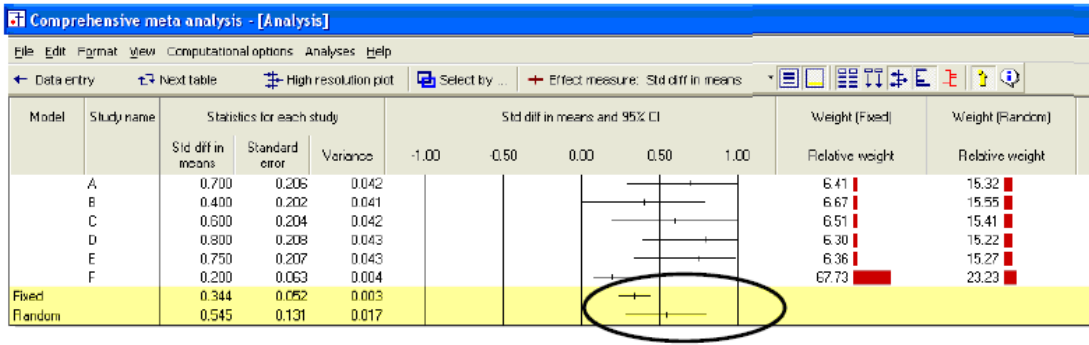 Comprehensive meta analysis - [Analysis]
File Edit Format View Computational options Analyses Help
Data entry Next table High resolution plot Select by ... Effect measure: Std diff in means
Model Study name Statistics for each study Std diff in means and 95% CI Weight (Fixed) Weight (Random)
Std diff in means Standard error Variance -1.00 -0.50 0.00 0.50 1.00 Relative weight Relative weight
A 0.700 0.206 0.042 6.41 15.32
B 0.400 0.202 0.041 6.67 15.55
C 0.600 0.204 0.042 6.51 15.41
D 0.800 0.208 0.043 6.30 15.22
E 0.750 0.207 0.043 6.36 15.27
F 0.200 0.063 0.004 67.73 23.23
Fixed 0.344 0.052 0.003
Random 0.545 0.131 0.017